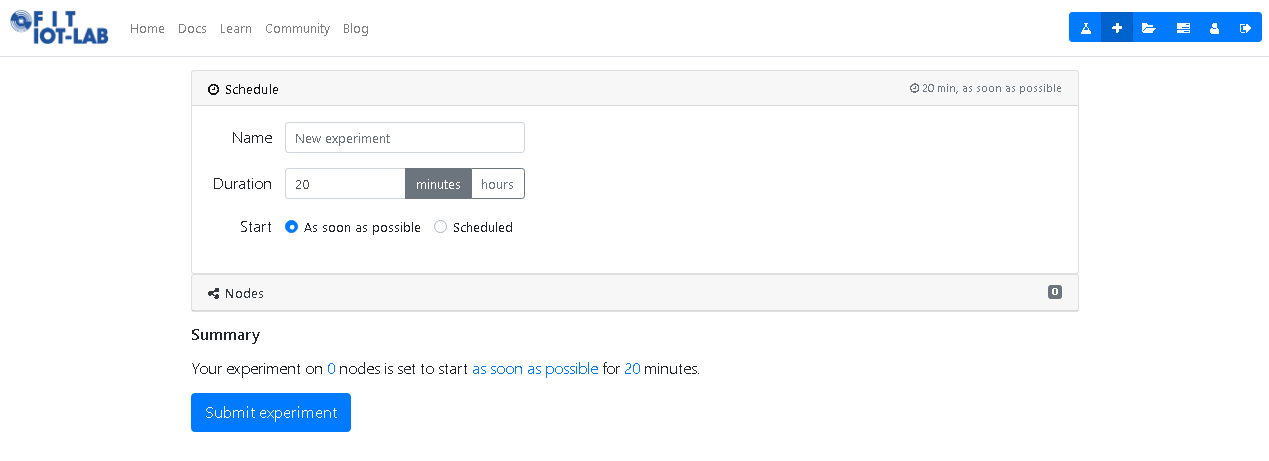 FIT IOT-LAB
Home Docs Learn Community Blog
Schedule 20 min, as soon as possible
Name New experiment
Duration 20 minutes hours
Start As soon as possible Scheduled
Nodes 0
Summary
Your experiment on 0 nodes is set to start as soon as possible for 20 minutes.
Submit experiment